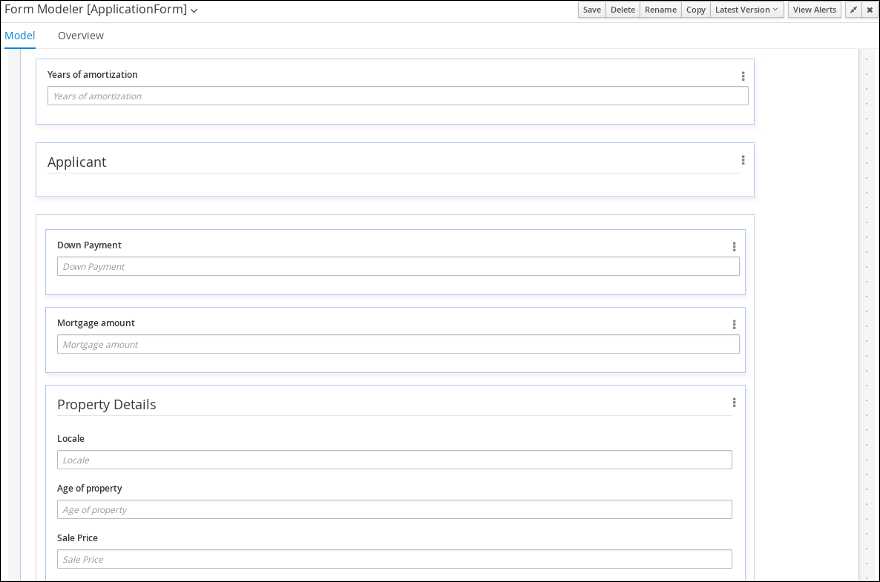 Form Modeler [ApplicationForm]
Save Delete Rename Copy Latest Version View Alerts
Model Overview
Years of amortization
Years of amortization
Applicant
Down Payment
Down Payment
Mortgage amount
Mortgage amount
Property Details
Locale
Locale
Age of property
Age of property
Sale Price
Sale Price